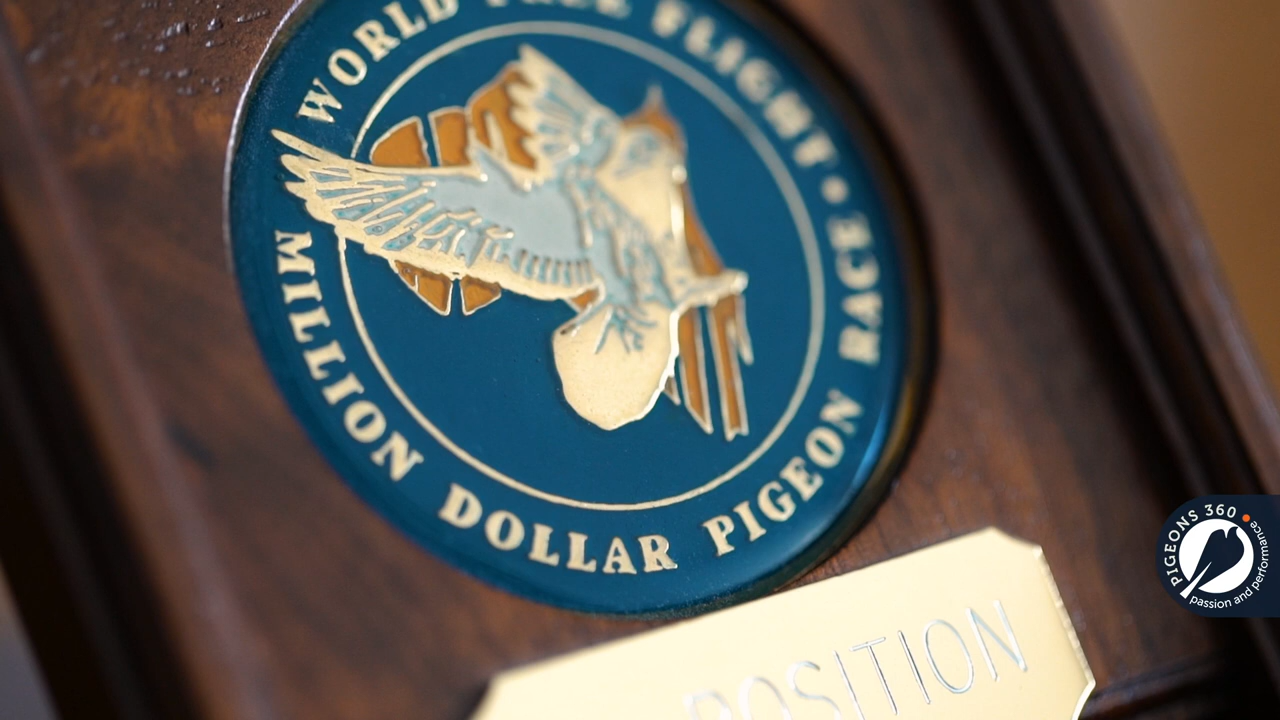 WORLD FREE FLIGHT •
MILLION DOLLAR PIGEON RACE
POSITION
PIGEONS 360
passion and performance